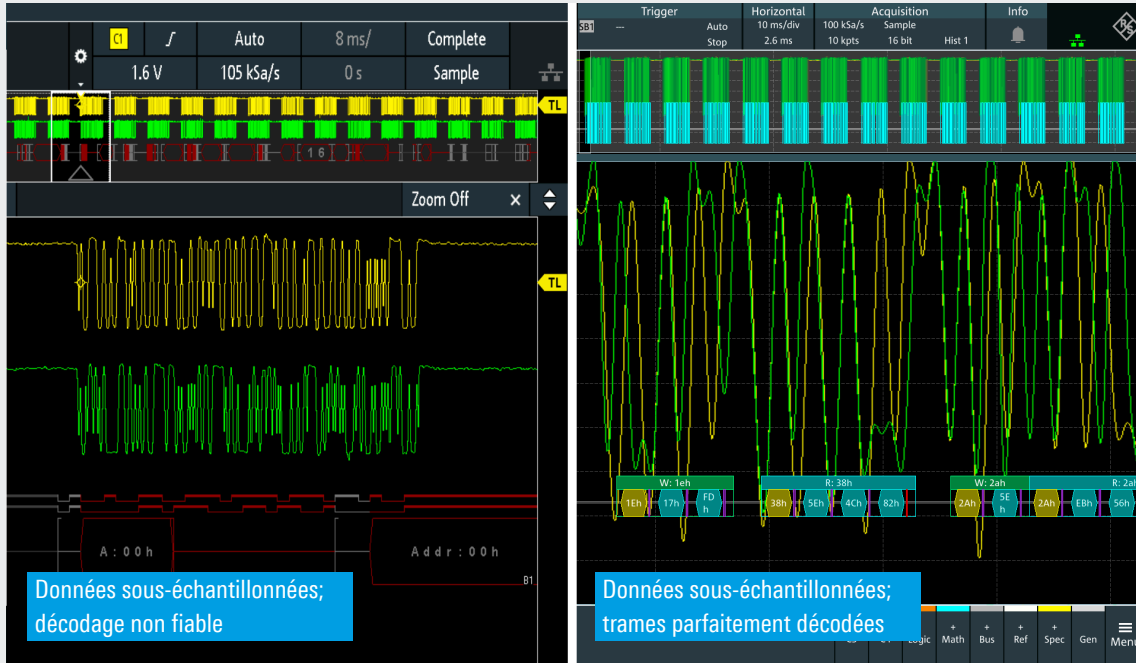 C1 Auto 8 ms/ Complete
1.6 V 105 kSa/s 0 s Sample
TL
1 6
Zoom Off ×
TL
A:00h
Addr:00h
B1
Données sous-échantillonnées;
décodage non fiable
Trigger Horizontal Acquisition Info
SB1 --- Auto 10 ms/div 100 kSa/s Sample
Stop 2.6 ms 10 kpts 16 bit Hist 1
R&S
W: 1eh R: 38h W: 2ah R: 2ah
1Eh 17h FD h 38h 5Eh 4Ch 82h 2Ah 5E h 2Ah EBh 56h
Données sous-échantillonnées;
trames parfaitement décodées
+ + + +
Math Bus Ref Spec Gen Menu